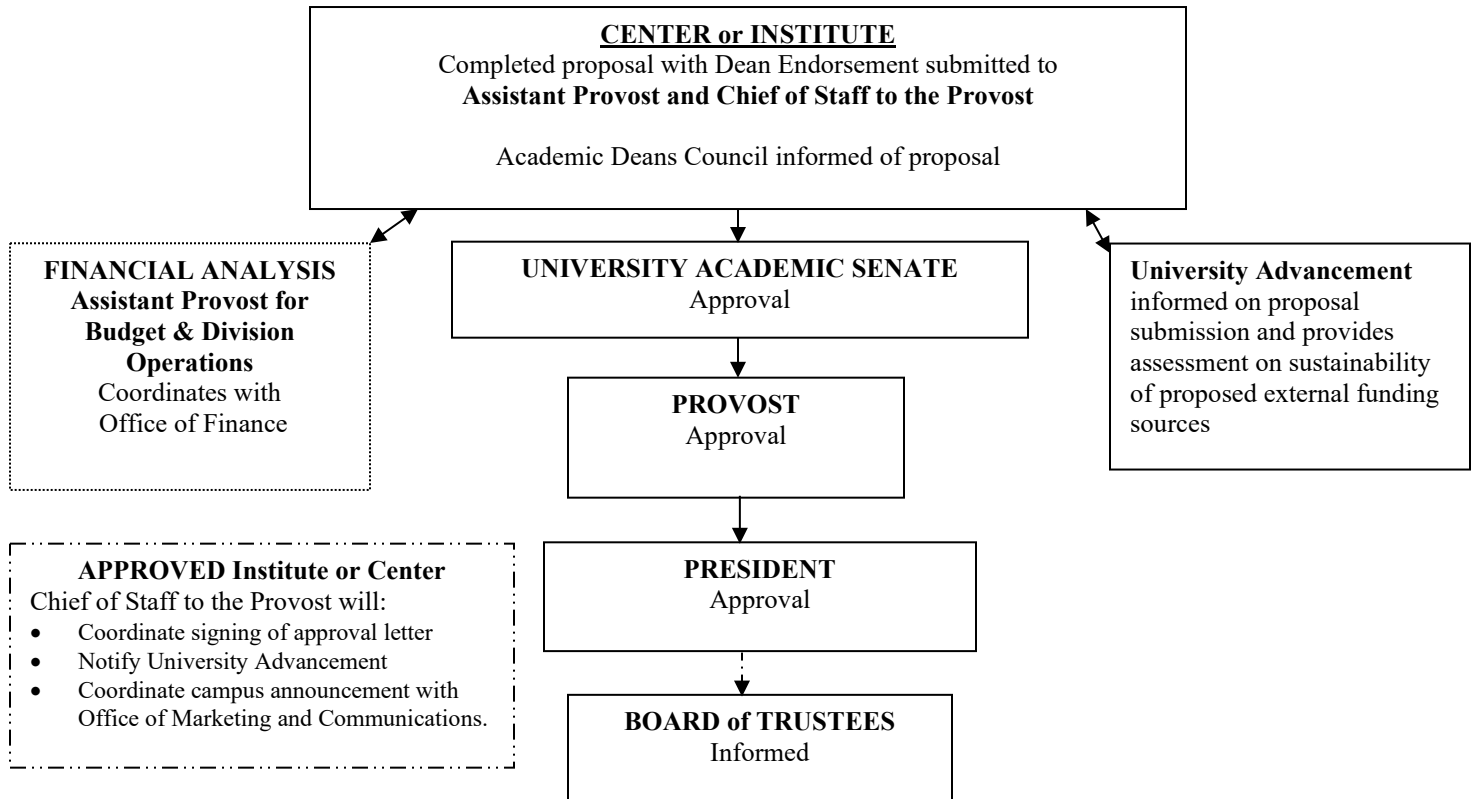 CENTER or INSTITUTE
Completed proposal with Dean Endorsement submitted to
Assistant Provost and Chief of Staff to the Provost
Academic Deans Council informed of proposal
FINANCIAL ANALYSIS
Assistant Provost for
Budget & Division
Operations
Coordinates with
Office of Finance
UNIVERSITY ACADEMIC SENATE
Approval
University Advancement
informed on proposal
submission and provides
assessment on sustainability
of proposed external funding
sources
PROVOST
Approval
APPROVED Institute or Center
Chief of Staff to the Provost will:
• Coordinate signing of approval letter
• Notify University Advancement
• Coordinate campus announcement with
Office of Marketing and Communications.
PRESIDENT
Approval
BOARD of TRUSTEES
Informed